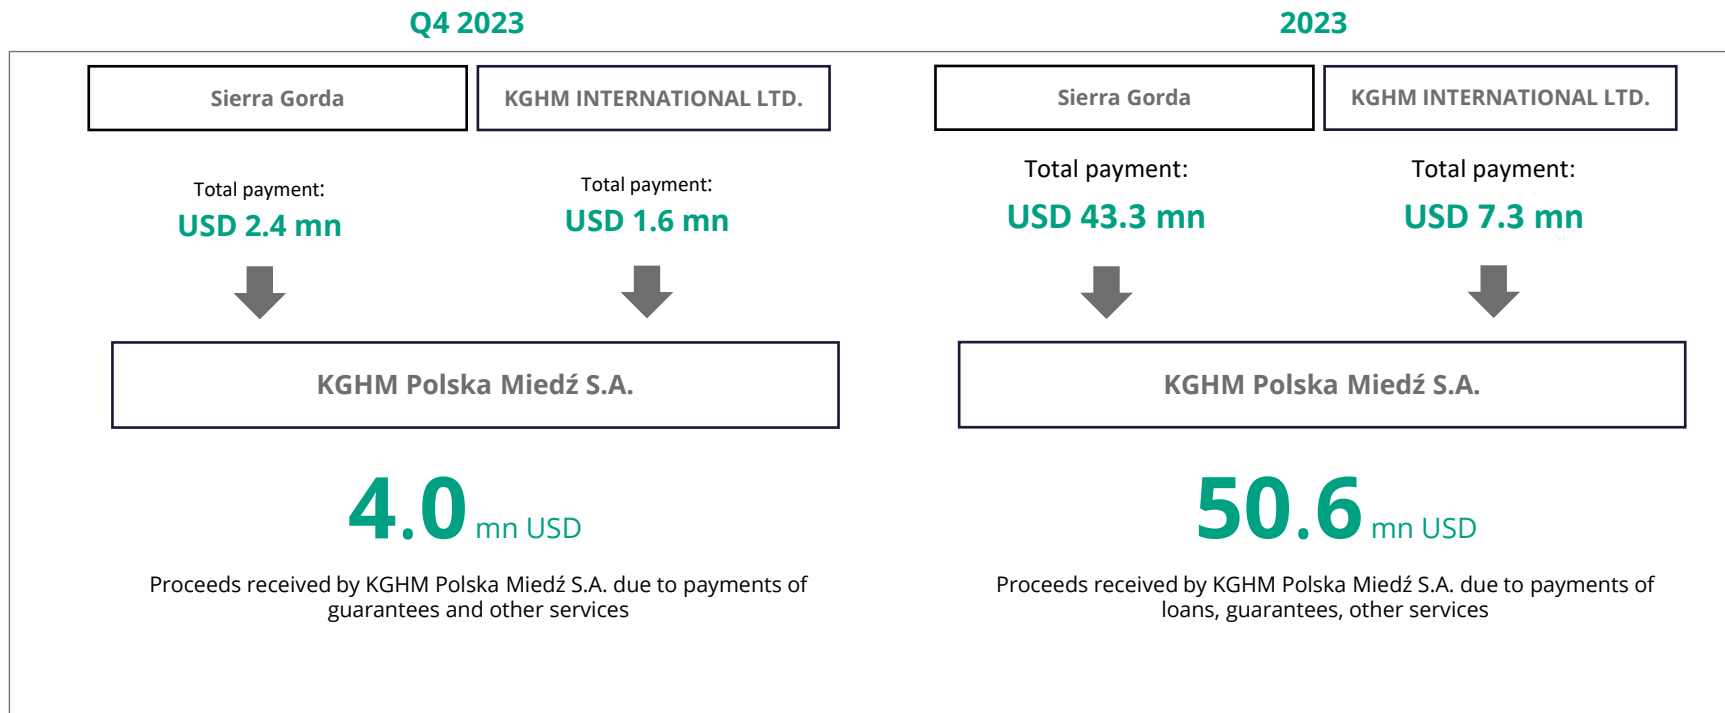 Q4 2023
Sierra Gorda
KGHM INTERNATIONAL LTD.
Total payment:
USD 2.4 mn
Total payment:
USD 1.6 mn
KGHM Polska Miedź S.A.
4.0 mn USD
Proceeds received by KGHM Polska Miedź S.A. due to payments of
guarantees and other services
2023
Sierra Gorda
KGHM INTERNATIONAL LTD.
Total payment:
USD 43.3 mn
Total payment:
USD 7.3 mn
KGHM Polska Miedź S.A.
50.6 mn USD
Proceeds received by KGHM Polska Miedź S.A. due to payments of
loans, guarantees, other services